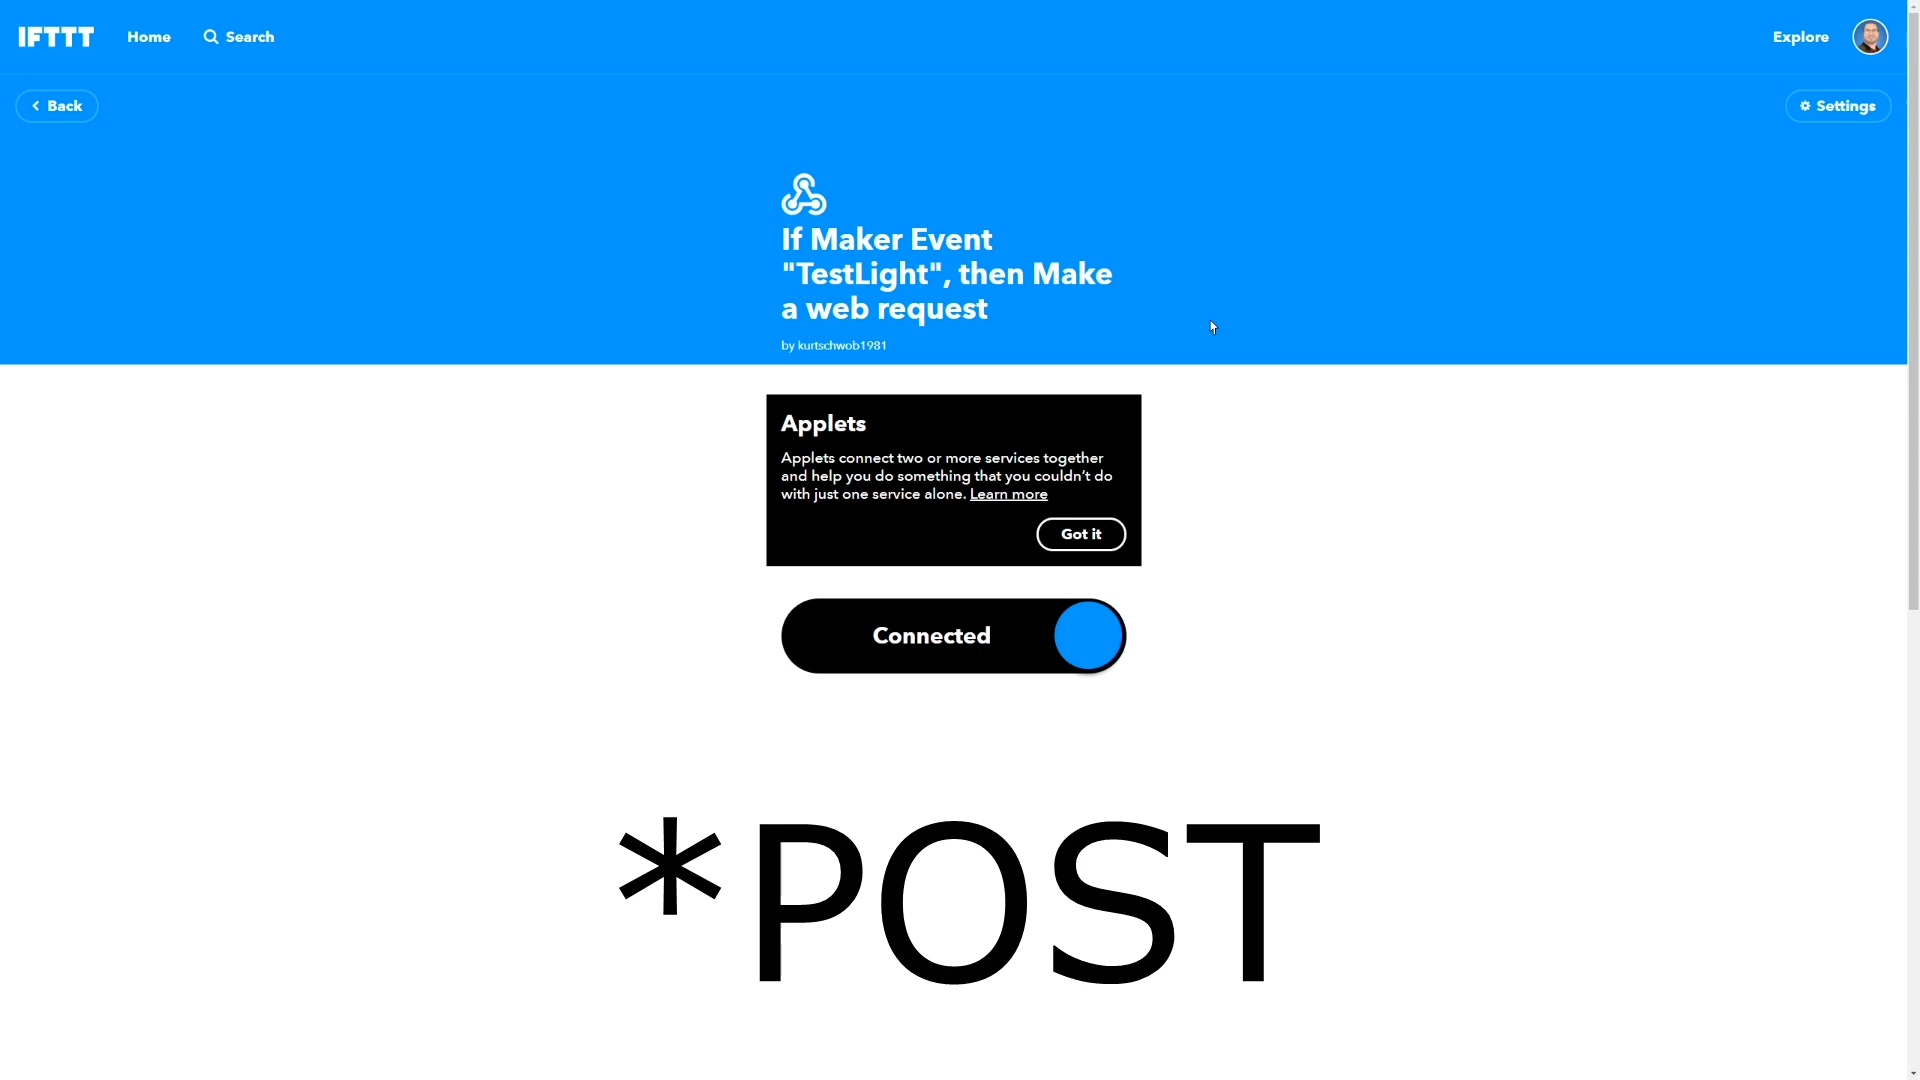 IFTTT Home Search Explore
Back Settings
If Maker Event
"TestLight", then Make
a web request
by kurtschwob1981
Applets
Applets connect two or more services together
and help you do something that you couldn't do
with just one service alone. Learn more
Got it
Connected
*POST